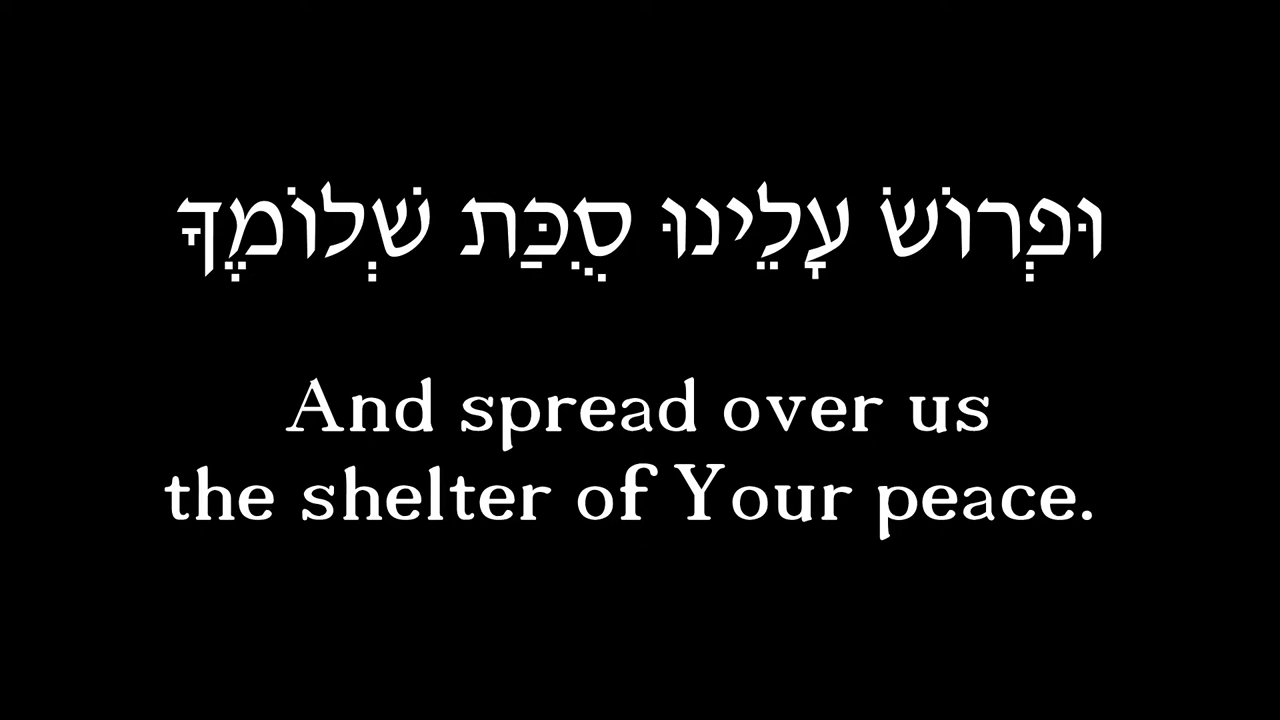 וּפְרוֹשׂ עָלֵינוּ סֻכַּת שְׁלוֹמֶךָ
And spread over us
the shelter of Your peace.